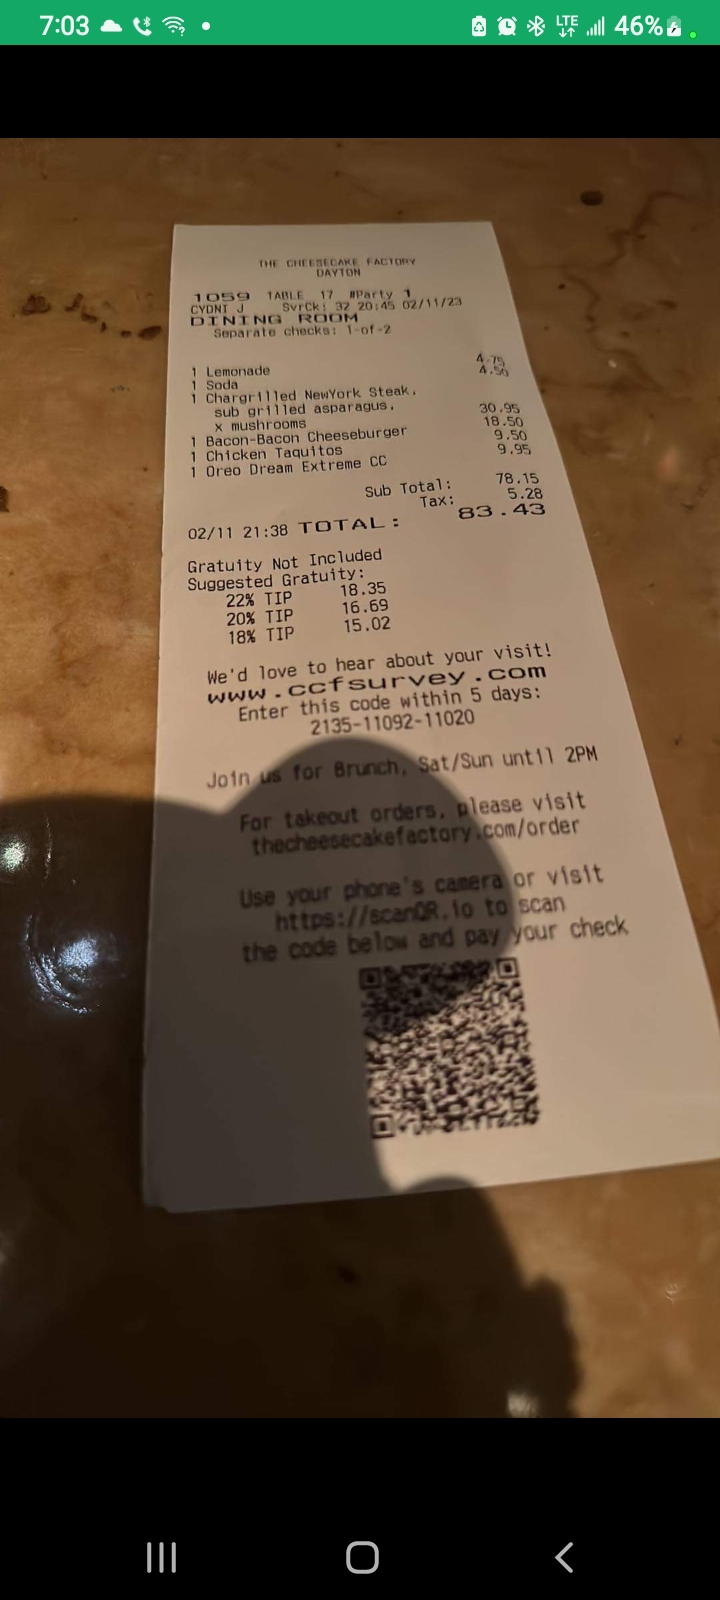 7:03 LTE 46%
THE CHEESECAKE FACTORY
DAYTON
1059 TABLE 17 #Party 1
CYDNI J SvrCk: 32 20:45 02/11/23
DINING ROOM
Separate checks: 1-of-2
1 Lemonade 4.75
1 Soda 4.50
1 Chargrilled NewYork Steak,
sub grilled asparagus,
x mushrooms 30.95
1 Bacon-Bacon Cheeseburger 18.50
1 Chicken Taquitos 9.50
1 Oreo Dream Extreme CC 9.95
Sub Total: 78.15
Tax: 5.28
02/11 21:38 TOTAL: 83.43
Gratuity Not Included
Suggested Gratuity:
22% TIP 18.35
20% TIP 16.69
18% TIP 15.02
We'd love to hear about your visit!
www.ccfsurvey.com
Enter this code within 5 days:
2135-11092-11020
Join us for Brunch, Sat/Sun until 2PM
For takeout orders, please visit
thecheesecakefactory.com/order
Use your phone's camera or visit
https://scanQR.io to scan
the code below and pay your check